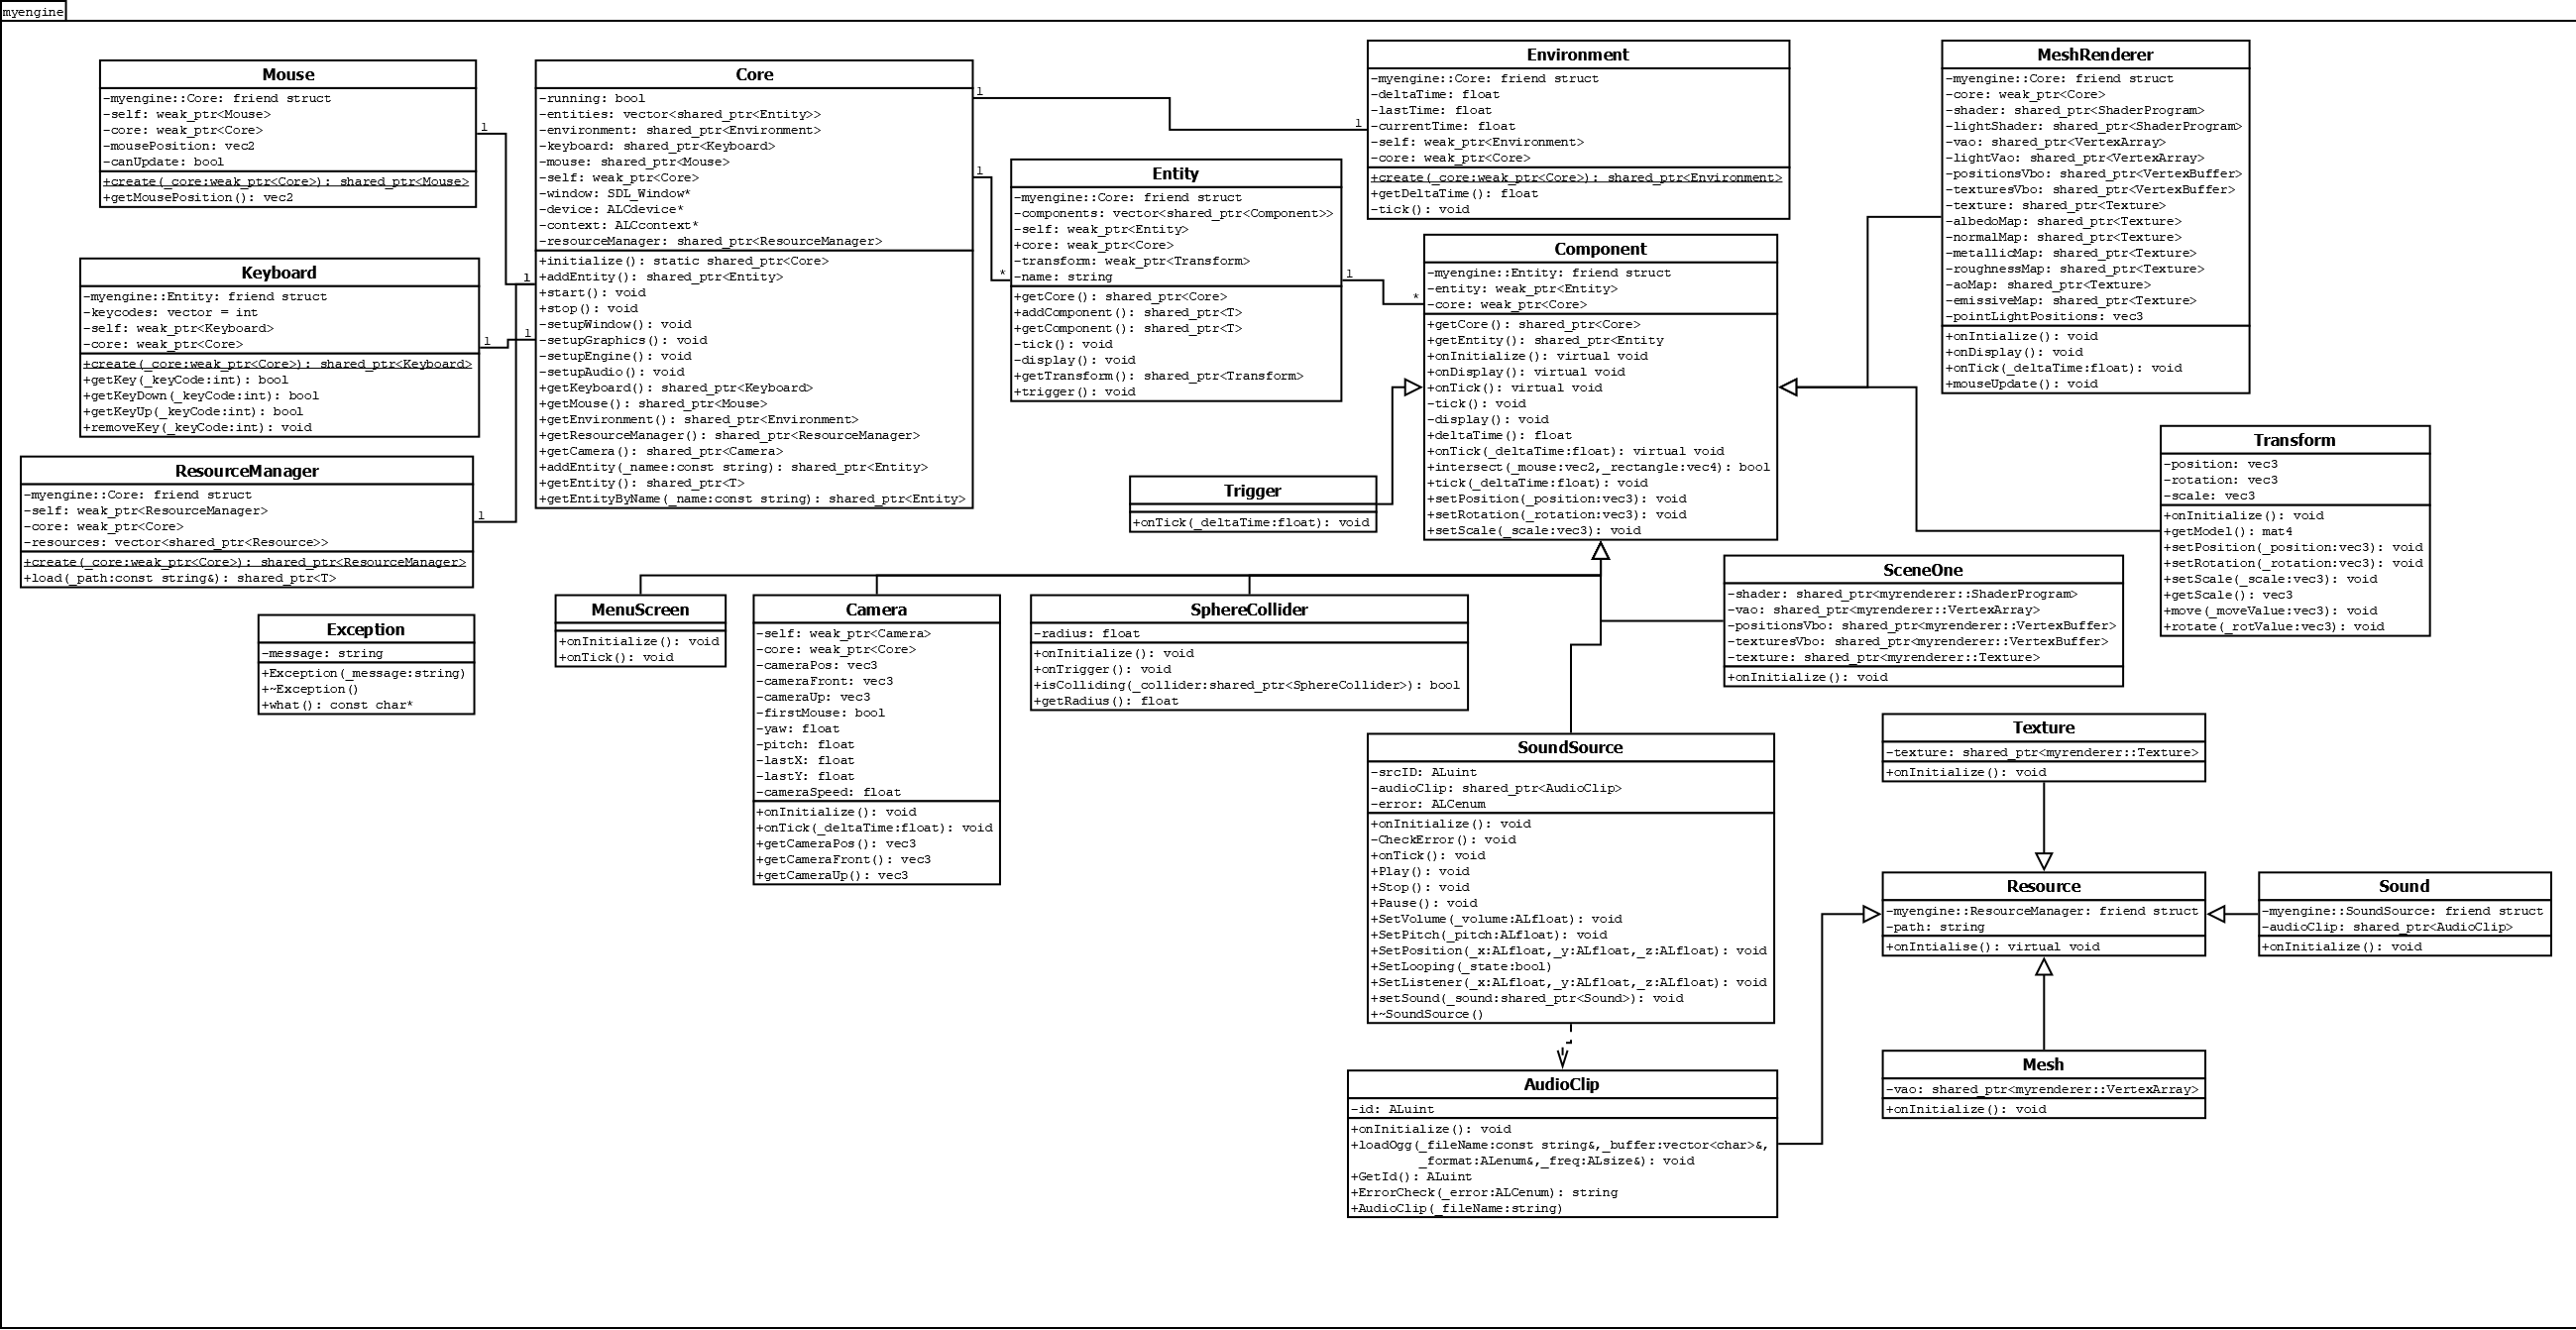 myengine
Mouse
-myengine::Core: friend struct
-self: weak_ptr<Mouse>
-core: weak_ptr<Core>
-mousePosition: vec2
-canUpdate: bool
+create(_core:weak_ptr<Core>): shared_ptr<Mouse>
+getMousePosition(): vec2
1
Keyboard
-myengine::Entity: friend struct
-keycodes: vector = int
-self: weak_ptr<Keyboard>
-core: weak_ptr<Core>
+create(_core:weak_ptr<Core>): shared_ptr<Keyboard>
+getKey(_keyCode:int): bool
+getKeyDown(_keyCode:int): bool
+getKeyUp(_keyCode:int): bool
+removeKey(_keyCode:int): void
1
ResourceManager
-myengine::Core: friend struct
-self: weak_ptr<ResourceManager>
-core: weak_ptr<Core>
-resources: vector<shared_ptr<Resource>>
+create(_core:weak_ptr<Core>): shared_ptr<ResourceManager>
+load(_path:const string&): shared_ptr<T>
1
Exception
-message: string
+Exception(_message:string)
+~Exception()
+what(): const char*
Core
-running: bool
-entities: vector<shared_ptr<Entity>>
-environment: shared_ptr<Environment>
-keyboard: shared_ptr<Keyboard>
-mouse: shared_ptr<Mouse>
-self: weak_ptr<Core>
-window: SDL_Window*
-device: ALCdevice*
-context: ALCcontext*
-resourceManager: shared_ptr<ResourceManager>
+initialize(): static shared_ptr<Core>
+addEntity(): shared_ptr<Entity>
+start(): void
+stop(): void
-setupWindow(): void
-setupGraphics(): void
-setupEngine(): void
-setupAudio(): void
+getKeyboard(): shared_ptr<Keyboard>
+getMouse(): shared_ptr<Mouse>
+getEnvironment(): shared_ptr<Environment>
+getResourceManager(): shared_ptr<ResourceManager>
+getCamera(): shared_ptr<Camera>
+addEntity(_namee:const string): shared_ptr<Entity>
+getEntity(): shared_ptr<T>
+getEntityByName(_name:const string): shared_ptr<Entity>
1
1
1
1
Entity
-myengine::Core: friend struct
-components: vector<shared_ptr<Component>>
-self: weak_ptr<Entity>
+core: weak_ptr<Core>
-transform: weak_ptr<Transform>
-name: string
+getCore(): shared_ptr<Core>
+addComponent(): shared_ptr<T>
+getComponent(): shared_ptr<T>
-tick(): void
-display(): void
+getTransform(): shared_ptr<Transform>
+trigger(): void
*
1
Environment
-myengine::Core: friend struct
-deltaTime: float
-lastTime: float
-currentTime: float
-self: weak_ptr<Environment>
-core: weak_ptr<Core>
+create(_core:weak_ptr<Core>): shared_ptr<Environment>
+getDeltaTime(): float
-tick(): void
1
Component
-myengine::Entity: friend struct
-entity: weak_ptr<Entity>
-core: weak_ptr<Core>
+getCore(): shared_ptr<Core>
+getEntity(): shared_ptr<Entity
+onInitialize(): virtual void
+onDisplay(): virtual void
+onTick(): virtual void
-tick(): void
-display(): void
+deltaTime(): float
+onTick(_deltaTime:float): virtual void
+intersect(_mouse:vec2,_rectangle:vec4): bool
+tick(_deltaTime:float): void
+setPosition(_position:vec3): void
+setRotation(_rotation:vec3): void
+setScale(_scale:vec3): void
*
MeshRenderer
-myengine::Core: friend struct
-core: weak_ptr<Core>
-shader: shared_ptr<ShaderProgram>
-lightShader: shared_ptr<ShaderProgram>
-vao: shared_ptr<VertexArray>
-lightVao: shared_ptr<VertexArray>
-positionsVbo: shared_ptr<VertexBuffer>
-texturesVbo: shared_ptr<VertexBuffer>
-texture: shared_ptr<Texture>
-albedoMap: shared_ptr<Texture>
-normalMap: shared_ptr<Texture>
-metallicMap: shared_ptr<Texture>
-roughnessMap: shared_ptr<Texture>
-aoMap: shared_ptr<Texture>
-emissiveMap: shared_ptr<Texture>
-pointLightPositions: vec3
+onIntialize(): void
+onDisplay(): void
+onTick(_deltaTime:float): void
+mouseUpdate(): void
Transform
-position: vec3
-rotation: vec3
-scale: vec3
+onInitialize(): void
+getModel(): mat4
+setPosition(_position:vec3): void
+setRotation(_rotation:vec3): void
+setScale(_scale:vec3): void
+getScale(): vec3
+move(_moveValue:vec3): void
+rotate(_rotValue:vec3): void
Trigger
+onTick(_deltaTime:float): void
MenuScreen
+onInitialize(): void
+onTick(): void
Camera
-self: weak_ptr<Camera>
-core: weak_ptr<Core>
-cameraPos: vec3
-cameraFront: vec3
-cameraUp: vec3
-firstMouse: bool
-yaw: float
-pitch: float
-lastX: float
-lastY: float
-cameraSpeed: float
+onInitialize(): void
+onTick(_deltaTime:float): void
+getCameraPos(): vec3
+getCameraFront(): vec3
+getCameraUp(): vec3
SphereCollider
-radius: float
+onInitialize(): void
+onTrigger(): void
+isColliding(_collider:shared_ptr<SphereCollider>): bool
+getRadius(): float
SceneOne
-shader: shared_ptr<myrenderer::ShaderProgram>
-vao: shared_ptr<myrenderer::VertexArray>
-positionsVbo: shared_ptr<myrenderer::VertexBuffer>
-texturesVbo: shared_ptr<myrenderer::VertexBuffer>
-texture: shared_ptr<myrenderer::Texture>
+onInitialize(): void
SoundSource
-srcID: ALuint
-audioClip: shared_ptr<AudioClip>
-error: ALCenum
+onInitialize(): void
-CheckError(): void
+onTick(): void
+Play(): void
+Stop(): void
+Pause(): void
+SetVolume(_volume:ALfloat): void
+SetPitch(_pitch:ALfloat): void
+SetPosition(_x:ALfloat,_y:ALfloat,_z:ALfloat): void
+SetLooping(_state:bool)
+SetListener(_x:ALfloat,_y:ALfloat,_z:ALfloat): void
+setSound(_sound:shared_ptr<Sound>): void
+~SoundSource()
AudioClip
-id: ALuint
+onInitialize(): void
+loadOgg(_fileName:const string&,_buffer:vector<char>&,
_format:ALenum&,_freq:ALsize&): void
+GetId(): ALuint
+ErrorCheck(_error:ALCenum): string
+AudioClip(_fileName:string)
Texture
-texture: shared_ptr<myrenderer::Texture>
+onInitialize(): void
Resource
-myengine::ResourceManager: friend struct
-path: string
+onIntialise(): virtual void
Sound
-myengine::SoundSource: friend struct
-audioClip: shared_ptr<AudioClip>
+onInitialize(): void
Mesh
-vao: shared_ptr<myrenderer::VertexArray>
+onInitialize(): void